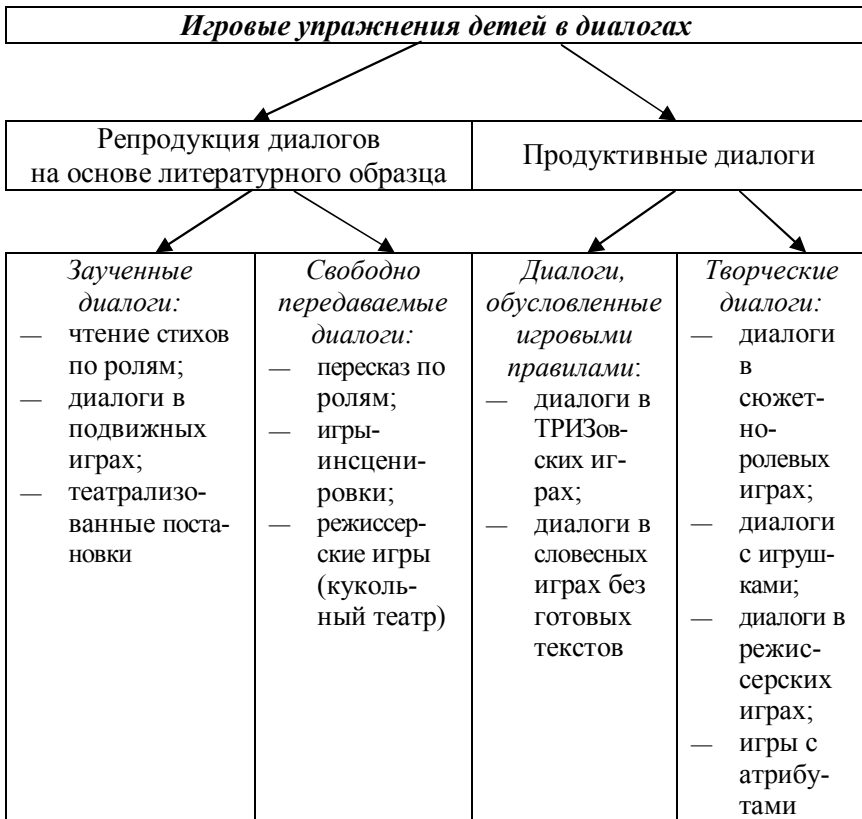 Игровые упражнения детей в диалогах
Репродукция диалогов
на основе литературного образца
Продуктивные диалоги
Заученные
диалоги:
— чтение стихов
по ролям;
— диалоги в
подвижных
играх;
— театрализо-
ванные поста-
новки
Свободно
передаваемые
диалоги:
— пересказ по
ролям;
— игры-
инсцени-
ровки;
— режиссер-
ские игры
(куколь-
ный театр)
Диалоги,
обусловленные
игровыми
правилами:
— диалоги в
ТРИЗов-
ских иг-
рах;
— диалоги в
словесных
играх без
готовых
текстов
Творческие
диалоги:
— диалоги
в
сюжет-
но-
ролевых
играх;
— диалоги
с игруш-
ками;
— диалоги в
режис-
серских
играх;
— игры с
атрибу-
тами